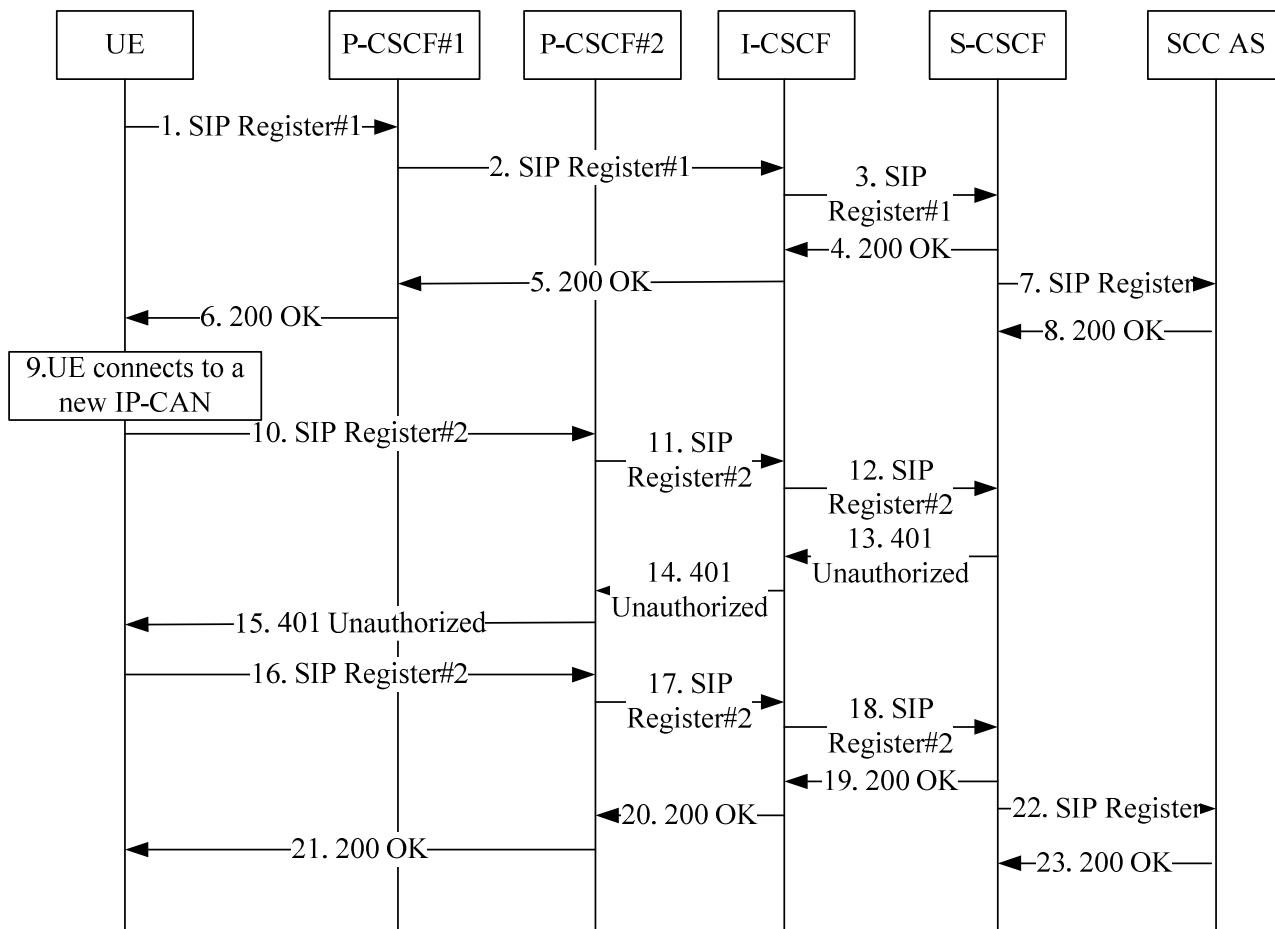 UE
P-CSCF#1
P-CSCF#2
I-CSCF
S-CSCF
SCC AS
1. SIP Register#1
2. SIP Register#1
3. SIP
Register#1
4. 200 OK
5. 200 OK
6. 200 OK
7. SIP Register
8. 200 OK
9.UE connects to a
new IP-CAN
10. SIP Register#2
11. SIP
Register#2
12. SIP
Register#2
13. 401
Unauthorized
14. 401
Unauthorized
15. 401 Unauthorized
16. SIP Register#2
17. SIP
Register#2
18. SIP
Register#2
19. 200 OK
20. 200 OK
21. 200 OK
22. SIP Register
23. 200 OK